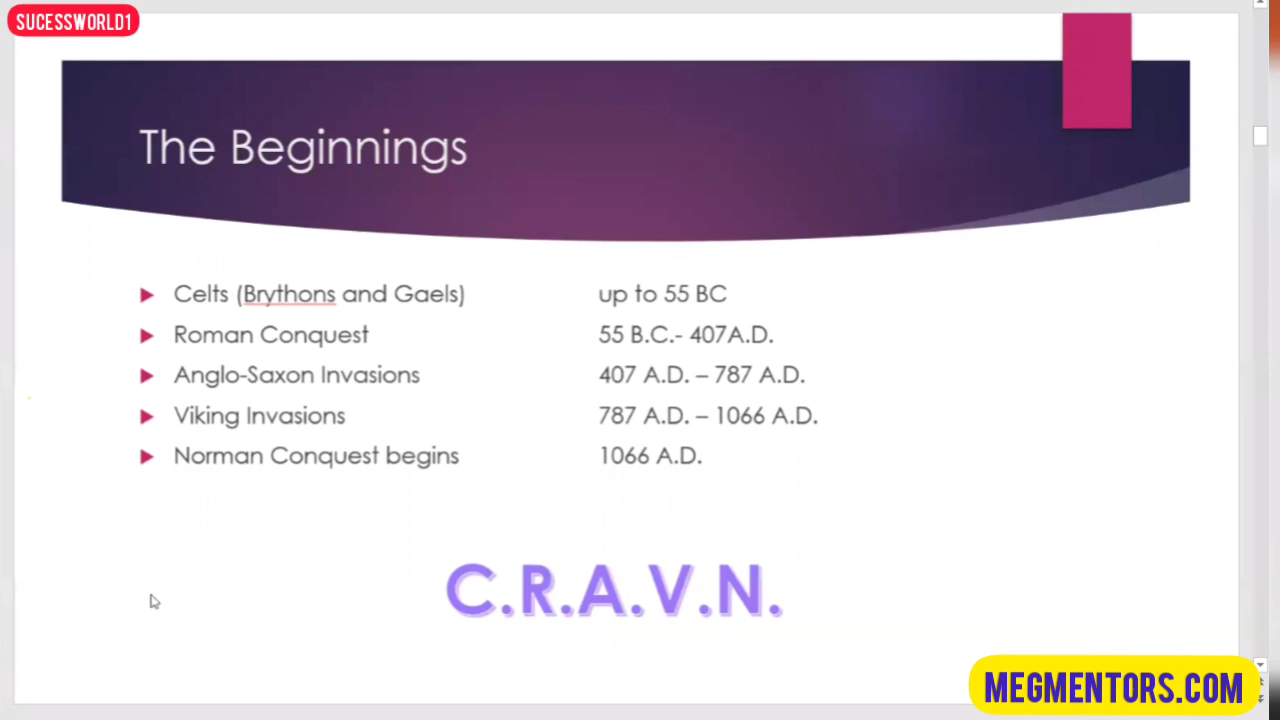 SUCESSWORLD1
The Beginnings
Celts (Brythons and Gaels) up to 55 BC
Roman Conquest 55 B.C.- 407A.D.
Anglo-Saxon Invasions 407 A.D. – 787 A.D.
Viking Invasions 787 A.D. – 1066 A.D.
Norman Conquest begins 1066 A.D.
C.R.A.V.N.
MEGMENTORS.COM